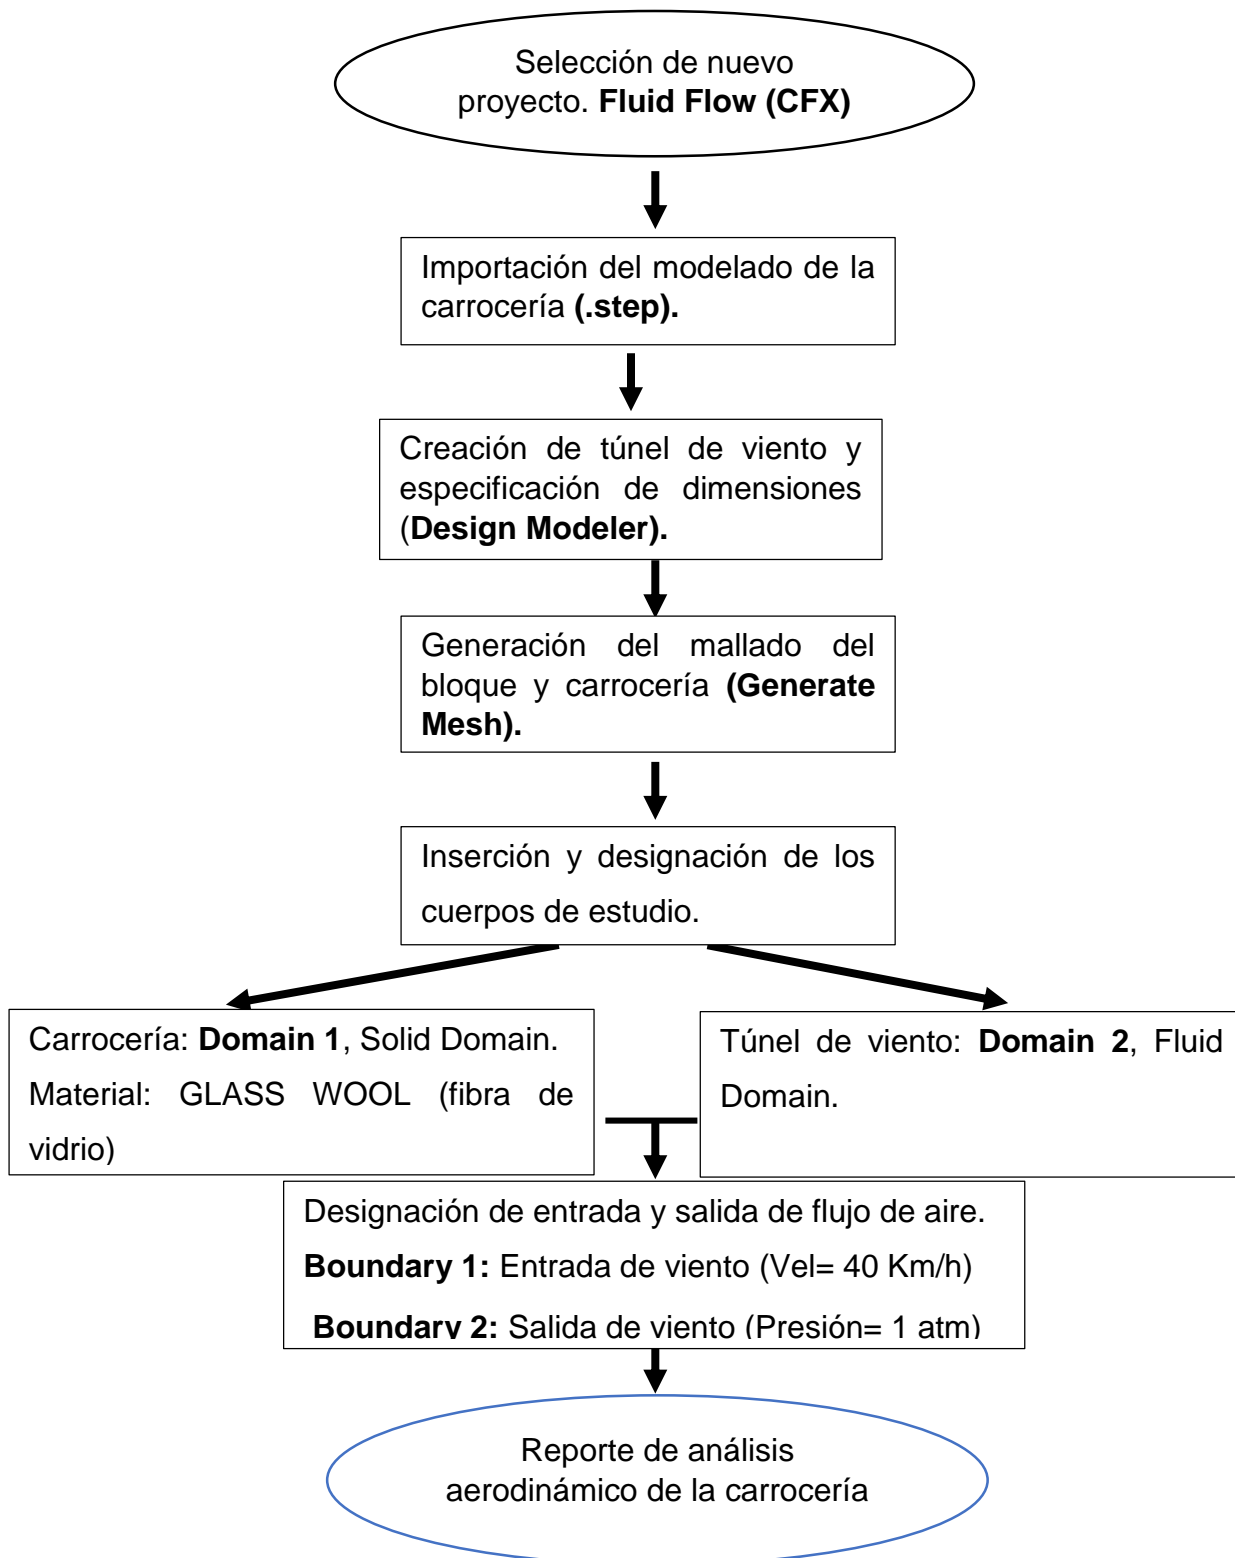 Selección de nuevo
proyecto. Fluid Flow (CFX)
Importación del modelado de la
carrocería (.step).
Creación de túnel de viento y
especificación de dimensiones
(Design Modeler).
Generación del mallado del
bloque y carrocería (Generate
Mesh).
Inserción y designación de los
cuerpos de estudio.
Carrocería: Domain 1, Solid Domain.
Material: GLASS WOOL (fibra de
vidrio)
Túnel de viento: Domain 2, Fluid
Domain.
Designación de entrada y salida de flujo de aire.
Boundary 1: Entrada de viento (Vel= 40 Km/h)
Boundary 2: Salida de viento (Presión= 1 atm)
Reporte de análisis
aerodinámico de la carrocería